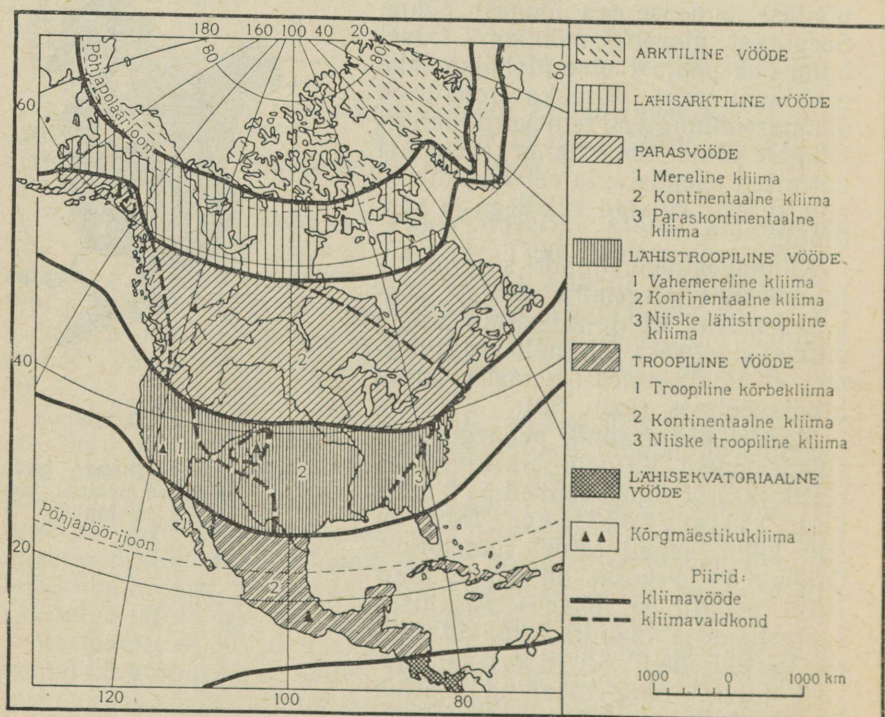 180 160 100 40 20
80
80
60
60
Põhjapolaarjoon
3
1
2
40
1
2
3
Põhjapöörijoon
1
20
2
3
120 100 80
ARKTILINE VÖÖDE
LÄHISARKTILINE VÖÖDE
PARASVÖÖDE
1 Mereline kliima
2 Kontinentaalne kliima
3 Paraskontinentaalne
kliima
LÄHISTROOPILINE VÖÖDE
1 Vahemereline kliima
2 Kontinentaalne kliima
3 Niiske lähistroopiline
kliima
TROOPILINE VÖÖDE
1 Troopiline kõrbekliima
2 Kontinentaalne kliima
3 Niiske troopiline kliima
LÄHISEKVATORIAALNE
VÖÖDE
Kõrgmäestikukliima
Piirid:
kliimavööde
kliimavaldkond
1000 0 1000 km